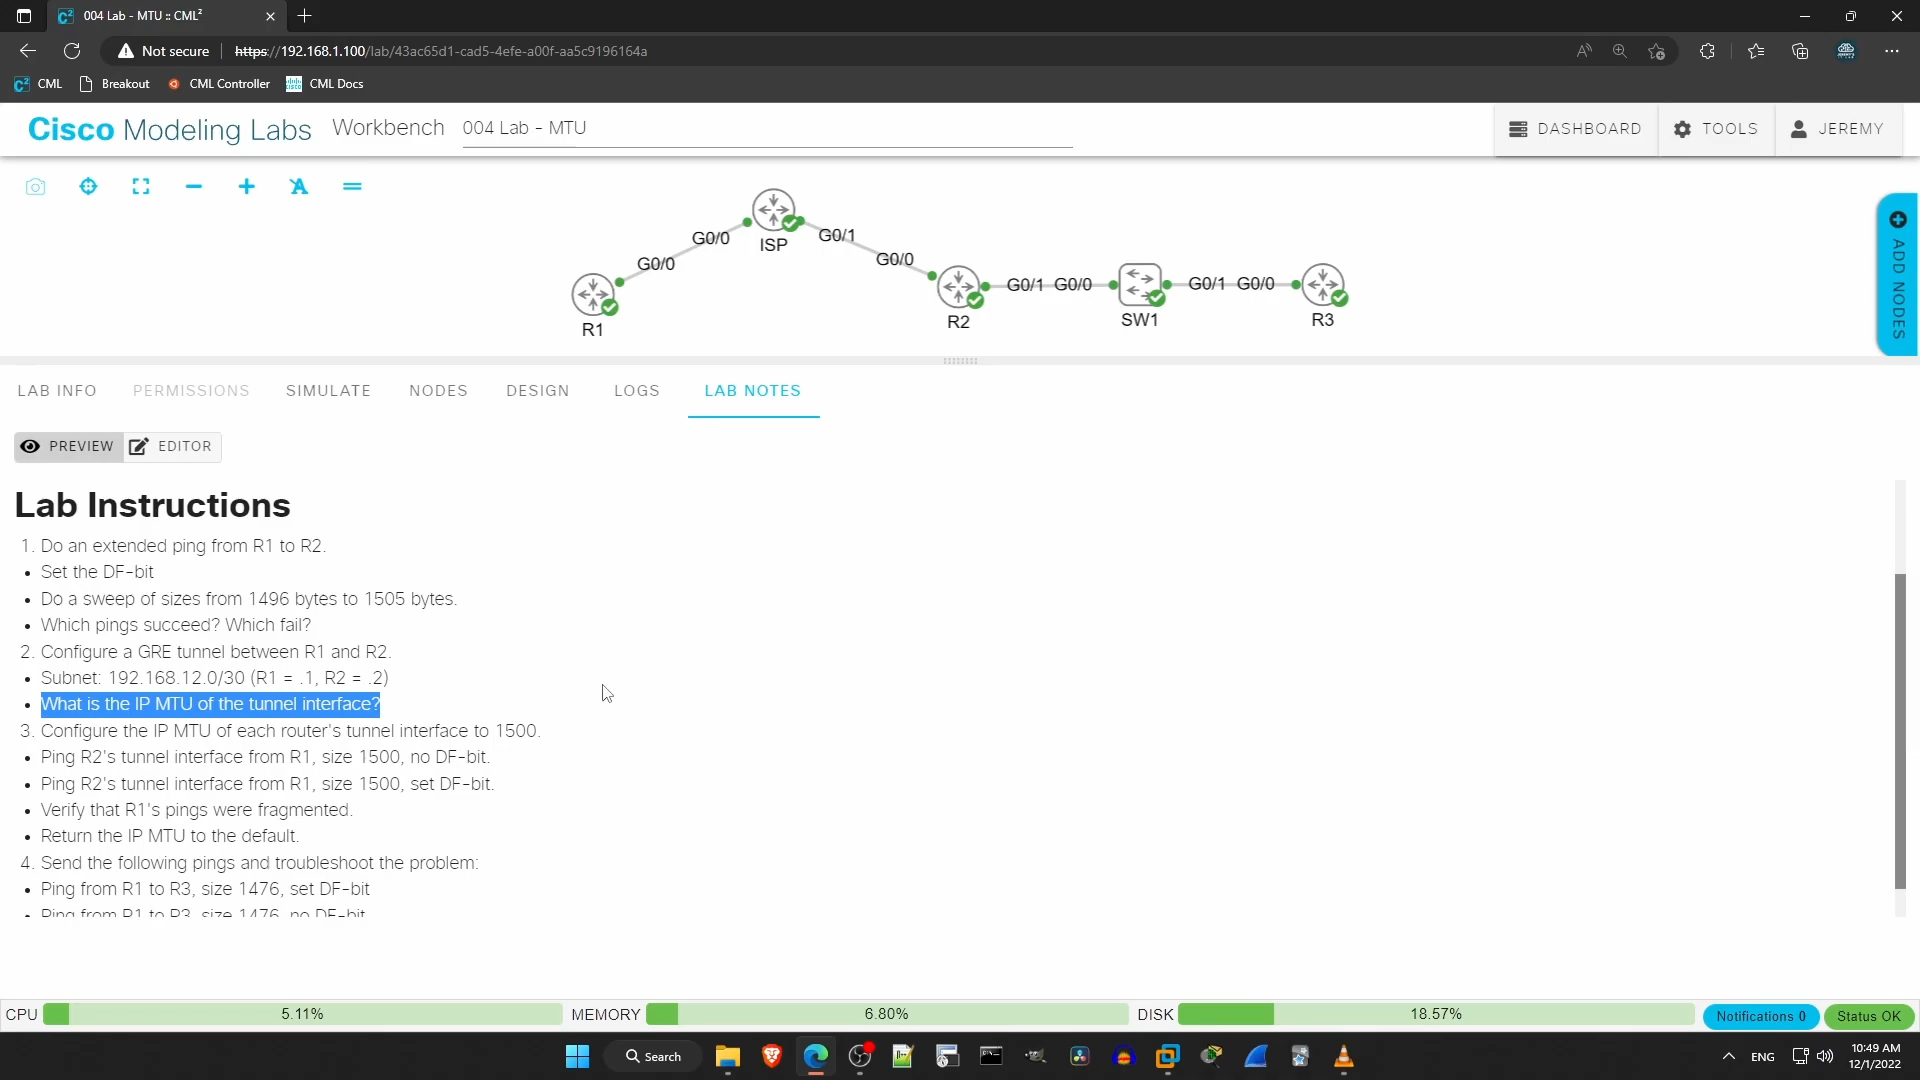 004 Lab - MTU :: CML²
Not secure
https://192.168.1.100/lab/43ac65d1-cad5-4efe-a00f-aa5c9196164a
CML
Breakout
CML Controller
CML Docs
Cisco Modeling Labs
Workbench
004 Lab - MTU
DASHBOARD
TOOLS
JEREMY
ISP
G0/0
G0/1
G0/0
G0/0
R1
R2
G0/1
G0/0
SW1
G0/1
G0/0
R3
ADD NODES
LAB INFO
PERMISSIONS
SIMULATE
NODES
DESIGN
LOGS
LAB NOTES
PREVIEW
EDITOR
Lab Instructions
1. Do an extended ping from R1 to R2.
• Set the DF-bit
• Do a sweep of sizes from 1496 bytes to 1505 bytes.
• Which pings succeed? Which fail?
2. Configure a GRE tunnel between R1 and R2.
• Subnet: 192.168.12.0/30 (R1 = .1, R2 = .2)
• What is the IP MTU of the tunnel interface?
3. Configure the IP MTU of each router's tunnel interface to 1500.
• Ping R2's tunnel interface from R1, size 1500, no DF-bit.
• Ping R2's tunnel interface from R1, size 1500, set DF-bit.
• Verify that R1's pings were fragmented.
• Return the IP MTU to the default.
4. Send the following pings and troubleshoot the problem:
• Ping from R1 to R3, size 1476, set DF-bit
• Ping from R1 to R3, size 1476, no DF-bit
CPU
5.11%
MEMORY
6.80%
DISK
18.57%
Notifications 0
Status OK
Search
ENG
10:49 AM
12/1/2022